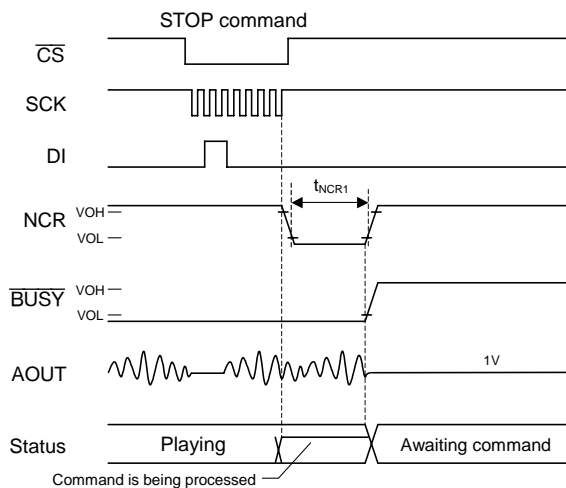 STOP command
CS
SCK
DI
tNCR1
NCR
VOH
VOL
BUSY
VOH
VOL
AOUT
1V
Status
Playing
Awaiting command
Command is being processed